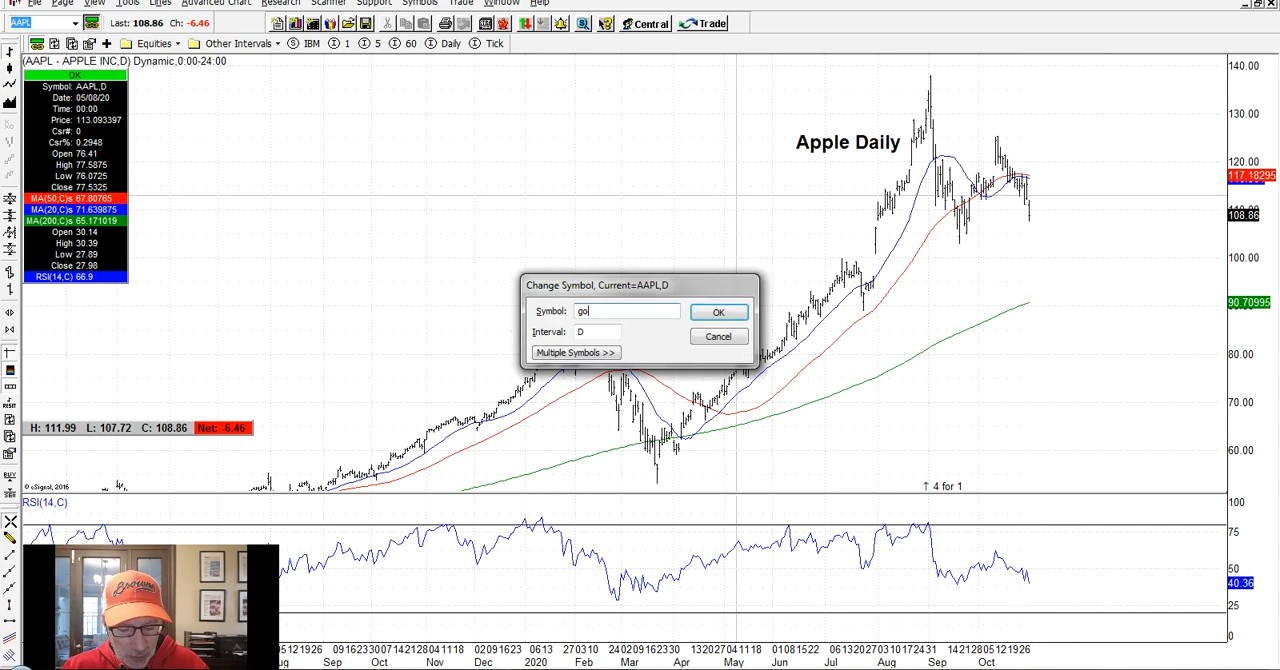 Page View Tools Lines Advanced Chart Research Scanner Support Symbols Trade Window Help
AAPL Last: 108.86 Ch: -6.46 Central Trade
Equities Other Intervals IBM 1 5 60 Daily Tick
(AAPL - APPLE INC,D) Dynamic,0:00-24:00
OK
Symbol: AAPL,D
Date: 05/08/20
Time: 00:00
Price: 113.093397
Csr#: 0
Csr%: 0.2948
Open 76.41
High 77.5875
Low 76.0725
Close 77.5325
MA(50,C)s 67.80765
MA(20,C)s 71.639875
MA(200,C)s 65.171019
Open 30.14
High 30.39
Low 27.89
Close 27.98
RSI(14,C) 66.9
Apple Daily
140.00
130.00
120.00
117.18295
108.86
100.00
90.70709
80.00
70.00
60.00
Change Symbol, Current=AAPL,D
Symbol: go
OK
Interval: D
Cancel
Multiple Symbols >>
H: 111.99 L: 107.72 C: 108.86 Net: -6.46
© eSignal, 2016
↑ 4 for 1
RSI(14,C)
100
75
50
40.36
25
0
RESET
BUY
SELL
Browns
Sep Oct Nov Dec 2020 Feb Mar Apr May Jun Jul Aug Sep Oct